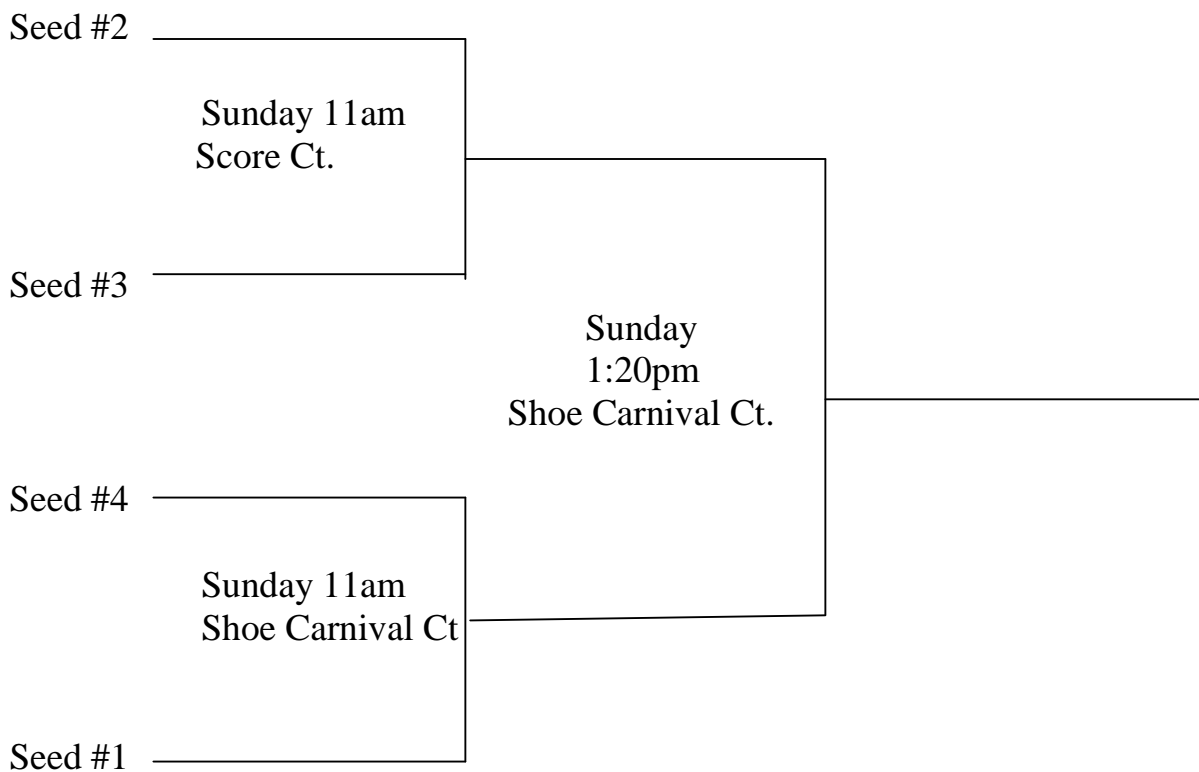 Seed #2
Sunday 11am
Score Ct.
Seed #3
Sunday
1:20pm
Shoe Carnival Ct.
Seed #4
Sunday 11am
Shoe Carnival Ct
Seed #1